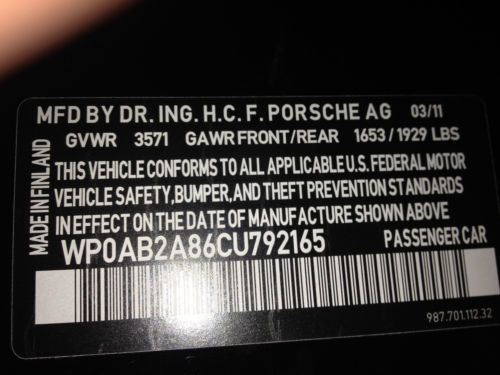 MFD BY DR. ING. H.C. F. PORSCHE AG 03/11
GVWR 3571 GAWR FRONT/REAR 1653/1929 LBS
MADE IN FINLAND
THIS VEHICLE CONFORMS TO ALL APPLICABLE U.S. FEDERAL MOTOR
VEHICLE SAFETY, BUMPER, AND THEFT PREVENTION STANDARDS
IN EFFECT ON THE DATE OF MANUFACTURE SHOWN ABOVE
WP0AB2A86CU792165 PASSENGER CAR
987.701.112.32